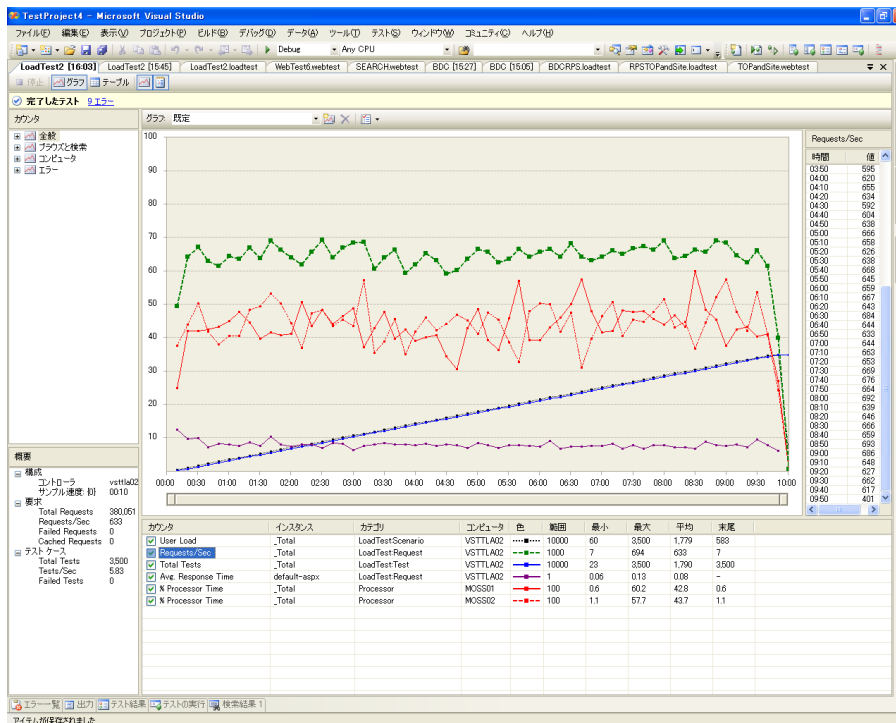 TestProject4 - Microsoft Visual Studio
ファイル(F) 編集(E) 表示(V) プロジェクト(P) ビルド(B) デバッグ(D) データ(A) ツール(T) テスト(S) ウィンドウ(W) コミュニティ(C) ヘルプ(H)
Debug Any CPU
LoadTest2 [16:03] LoadTest2 [15:45] LoadTest2.loadtest WebTest6.webtest SEARCH.webtest BDC [15:27] BDC [15:05] BDCRPS.loadtest RPSTOPandSite.loadtest TOPandSite.webtest
停止 グラフ テーブル
完了したテスト 9 エラー
カウンタ
全般
ブラウズと検索
コンピュータ
エラー
グラフ: 既定
100
90
80
70
60
50
40
30
20
10
00:00 00:30 01:00 01:30 02:00 02:30 03:00 03:30 04:00 04:30 05:00 05:30 06:00 06:30 07:00 07:30 08:00 08:30 09:00 09:30 10:00
Requests/Sec
時間 値
03:50 595
04:00 620
04:10 655
04:20 634
04:30 592
04:40 604
04:50 638
05:00 666
05:10 658
05:20 626
05:30 638
05:40 668
05:50 645
06:00 659
06:10 667
06:20 643
06:30 684
06:40 644
06:50 633
07:00 644
07:10 663
07:20 653
07:30 669
07:40 676
07:50 664
08:00 692
08:10 639
08:20 646
08:30 666
08:40 659
08:50 693
09:00 686
09:10 648
09:20 627
09:30 662
09:40 617
09:50 401
概要
構成
コントローラ vsttla02
サンプル速度: 00:10
要求
Total Requests 380,051
Requests/Sec 633
Failed Requests 0
Cached Requests 0
テスト ケース
Total Tests 3,500
Tests/Sec 5.83
Failed Tests 0
カウンタ インスタンス カテゴリ コンピュータ 色 範囲 最小 最大 平均 末尾
User Load _Total LoadTest:Scenario VSTTLA02 10000 60 3,500 1,779 583
Requests/Sec _Total LoadTest:Request VSTTLA02 1000 7 694 633 7
Total Tests _Total LoadTest:Test VSTTLA02 10000 23 3,500 1,790 3,500
Avg. Response Time default-aspx LoadTest:Request VSTTLA02 1 0.06 0.13 0.08 -
% Processor Time _Total Processor MOSS01 100 0.6 60.2 42.8 0.6
% Processor Time _Total Processor MOSS02 100 1.1 57.7 43.7 1.1
エラー一覧 出力 テスト結果 テストの実行 検索結果 1
アイテムが保存されました